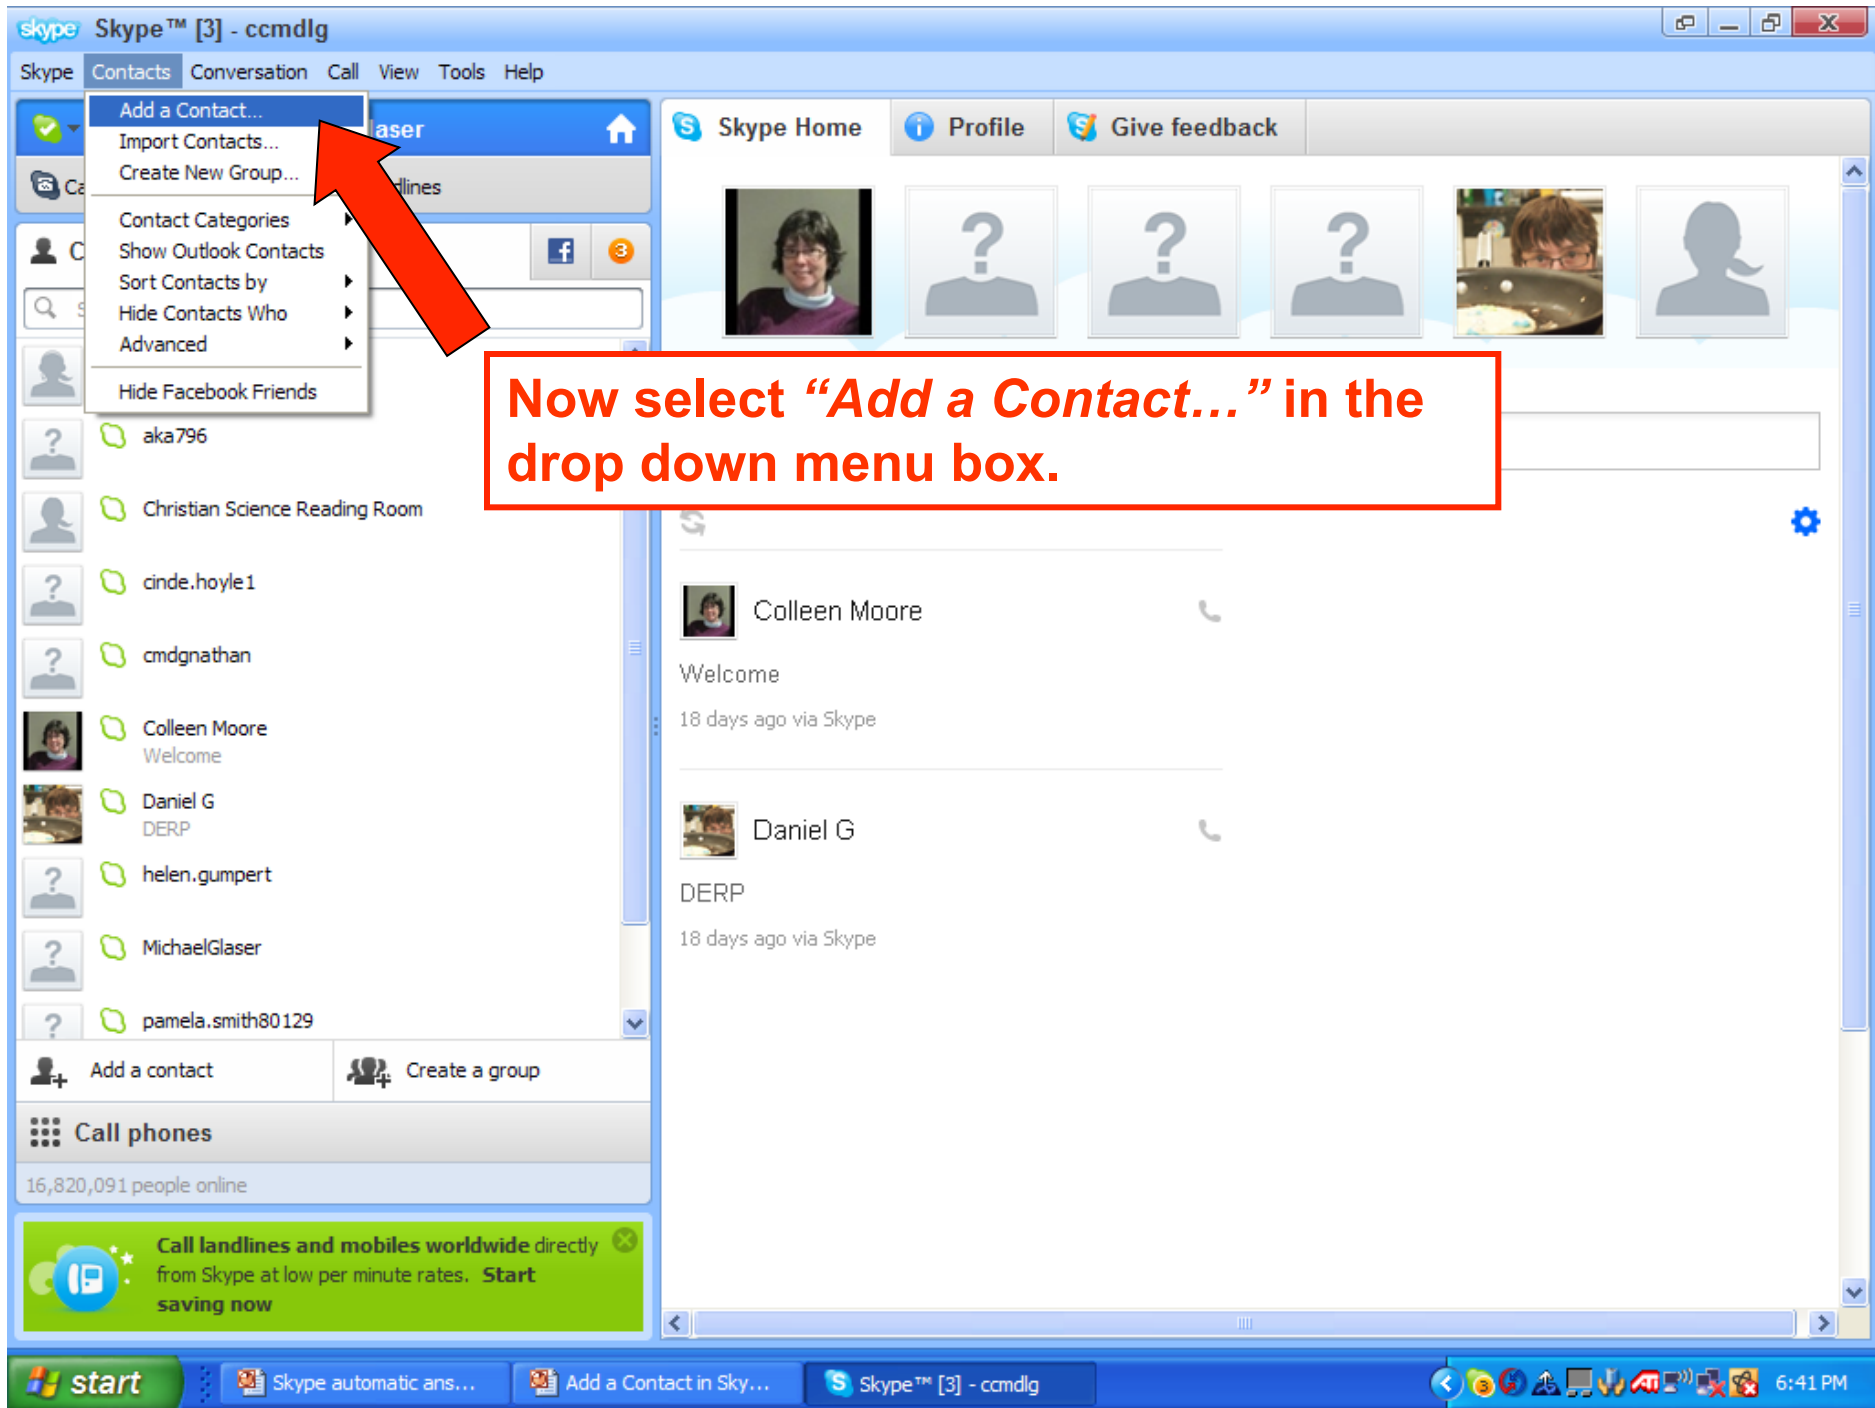 skype Skype™ [3] - ccmdlg
Skype Contacts Conversation Call View Tools Help
Add a Contact...
Import Contacts...
Create New Group...
Contact Categories
Show Outlook Contacts
Sort Contacts by
Hide Contacts Who
Advanced
Hide Facebook Friends
aser
Ca
dlines
C
3
S
aka796
Christian Science Reading Room
cinde.hoyle1
cmdgnathan
Colleen Moore
Welcome
Daniel G
DERP
helen.gumpert
MichaelGlaser
pamela.smith80129
Add a contact Create a group
Call phones
16,820,091 people online
Call landlines and mobiles worldwide directly
from Skype at low per minute rates. Start
saving now
Skype Home Profile Give feedback
Now select “Add a Contact…” in the
drop down menu box.
Colleen Moore
Welcome
18 days ago via Skype
Daniel G
DERP
18 days ago via Skype
start Skype automatic ans... Add a Contact in Sky... Skype™ [3] - ccmdlg 3 ATI 6:41 PM